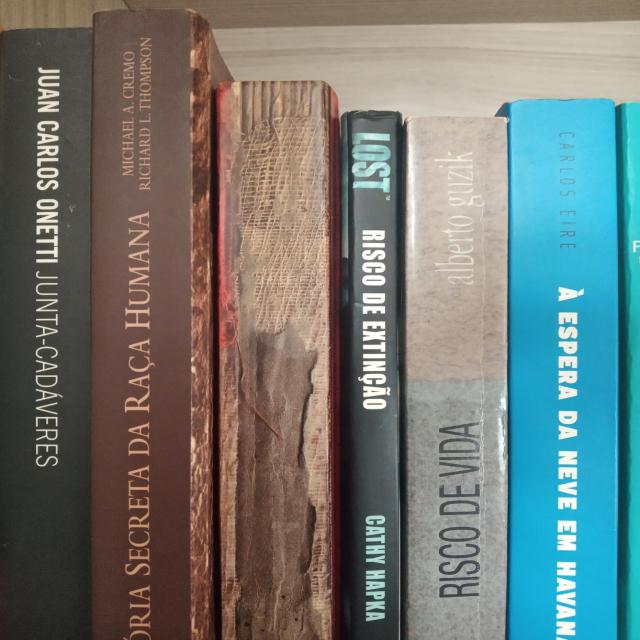 JUAN CARLOS ONETTI JUNTA-CADÁVERES
MICHAEL A. CREMO
RICHARD L. THOMPSON
ÓRIA SECRETA DA RAÇA HUMANA
LOST™
RISCO DE EXTINÇÃO
CATHY HAPKA
alberto guzik
RISCO DE VIDA
CARLOS EIRE
À ESPERA DA NEVE EM HAVANA